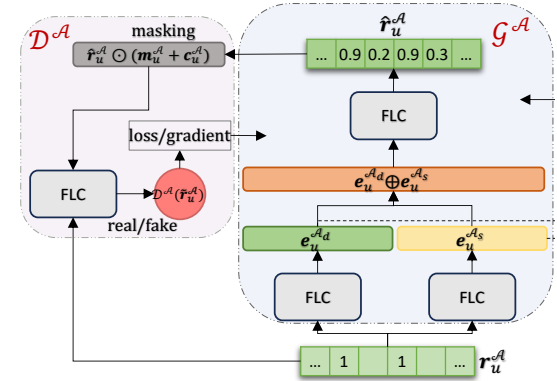 𝒟^𝒜
masking
r̂_u^𝒜 ⊙ (m_u^𝒜 + c_u^𝒜)
loss/gradient
FLC
𝒟^𝒜(r̃_u^𝒜)
real/fake
r̂_u^𝒜
𝒢^𝒜
... 0.9 0.2 0.9 0.3 ...
FLC
e_u^𝒜_d ⊕ e_u^𝒜_s
e_u^𝒜_d
e_u^𝒜_s
FLC
FLC
... 1 1 ...
r_u^𝒜